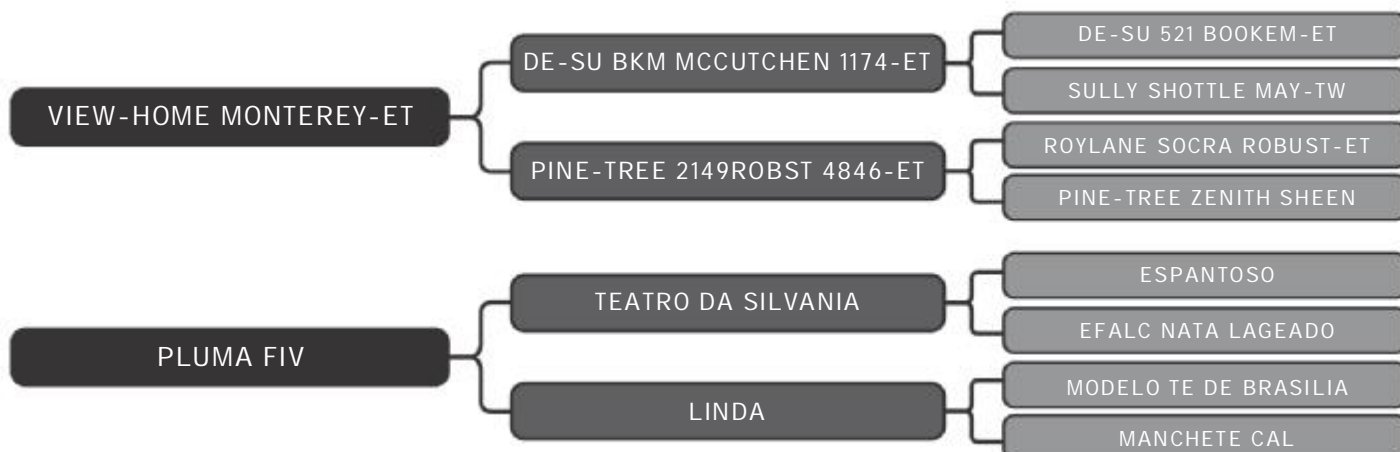 VIEW-HOME MONTEREY-ET
DE-SU BKM MCCUTCHEN 1174-ET
DE-SU 521 BOOKEM-ET
SULLY SHOTTLE MAY-TW
PINE-TREE 2149ROBST 4846-ET
ROYLANE SOCRA ROBUST-ET
PINE-TREE ZENITH SHEEN
PLUMA FIV
TEATRO DA SILVANIA
ESPANTOSO
EFALC NATA LAGEADO
LINDA
MODELO TE DE BRASILIA
MANCHETE CAL